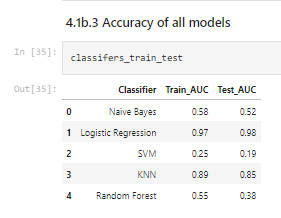 4.1b.3 Accuracy of all models
In [35]: classifers_train_test
Out[35]:
Classifier Train_AUC Test_AUC
0 Naive Bayes 0.58 0.52
1 Logistic Regression 0.97 0.98
2 SVM 0.25 0.19
3 KNN 0.89 0.85
4 Random Forest 0.55 0.38